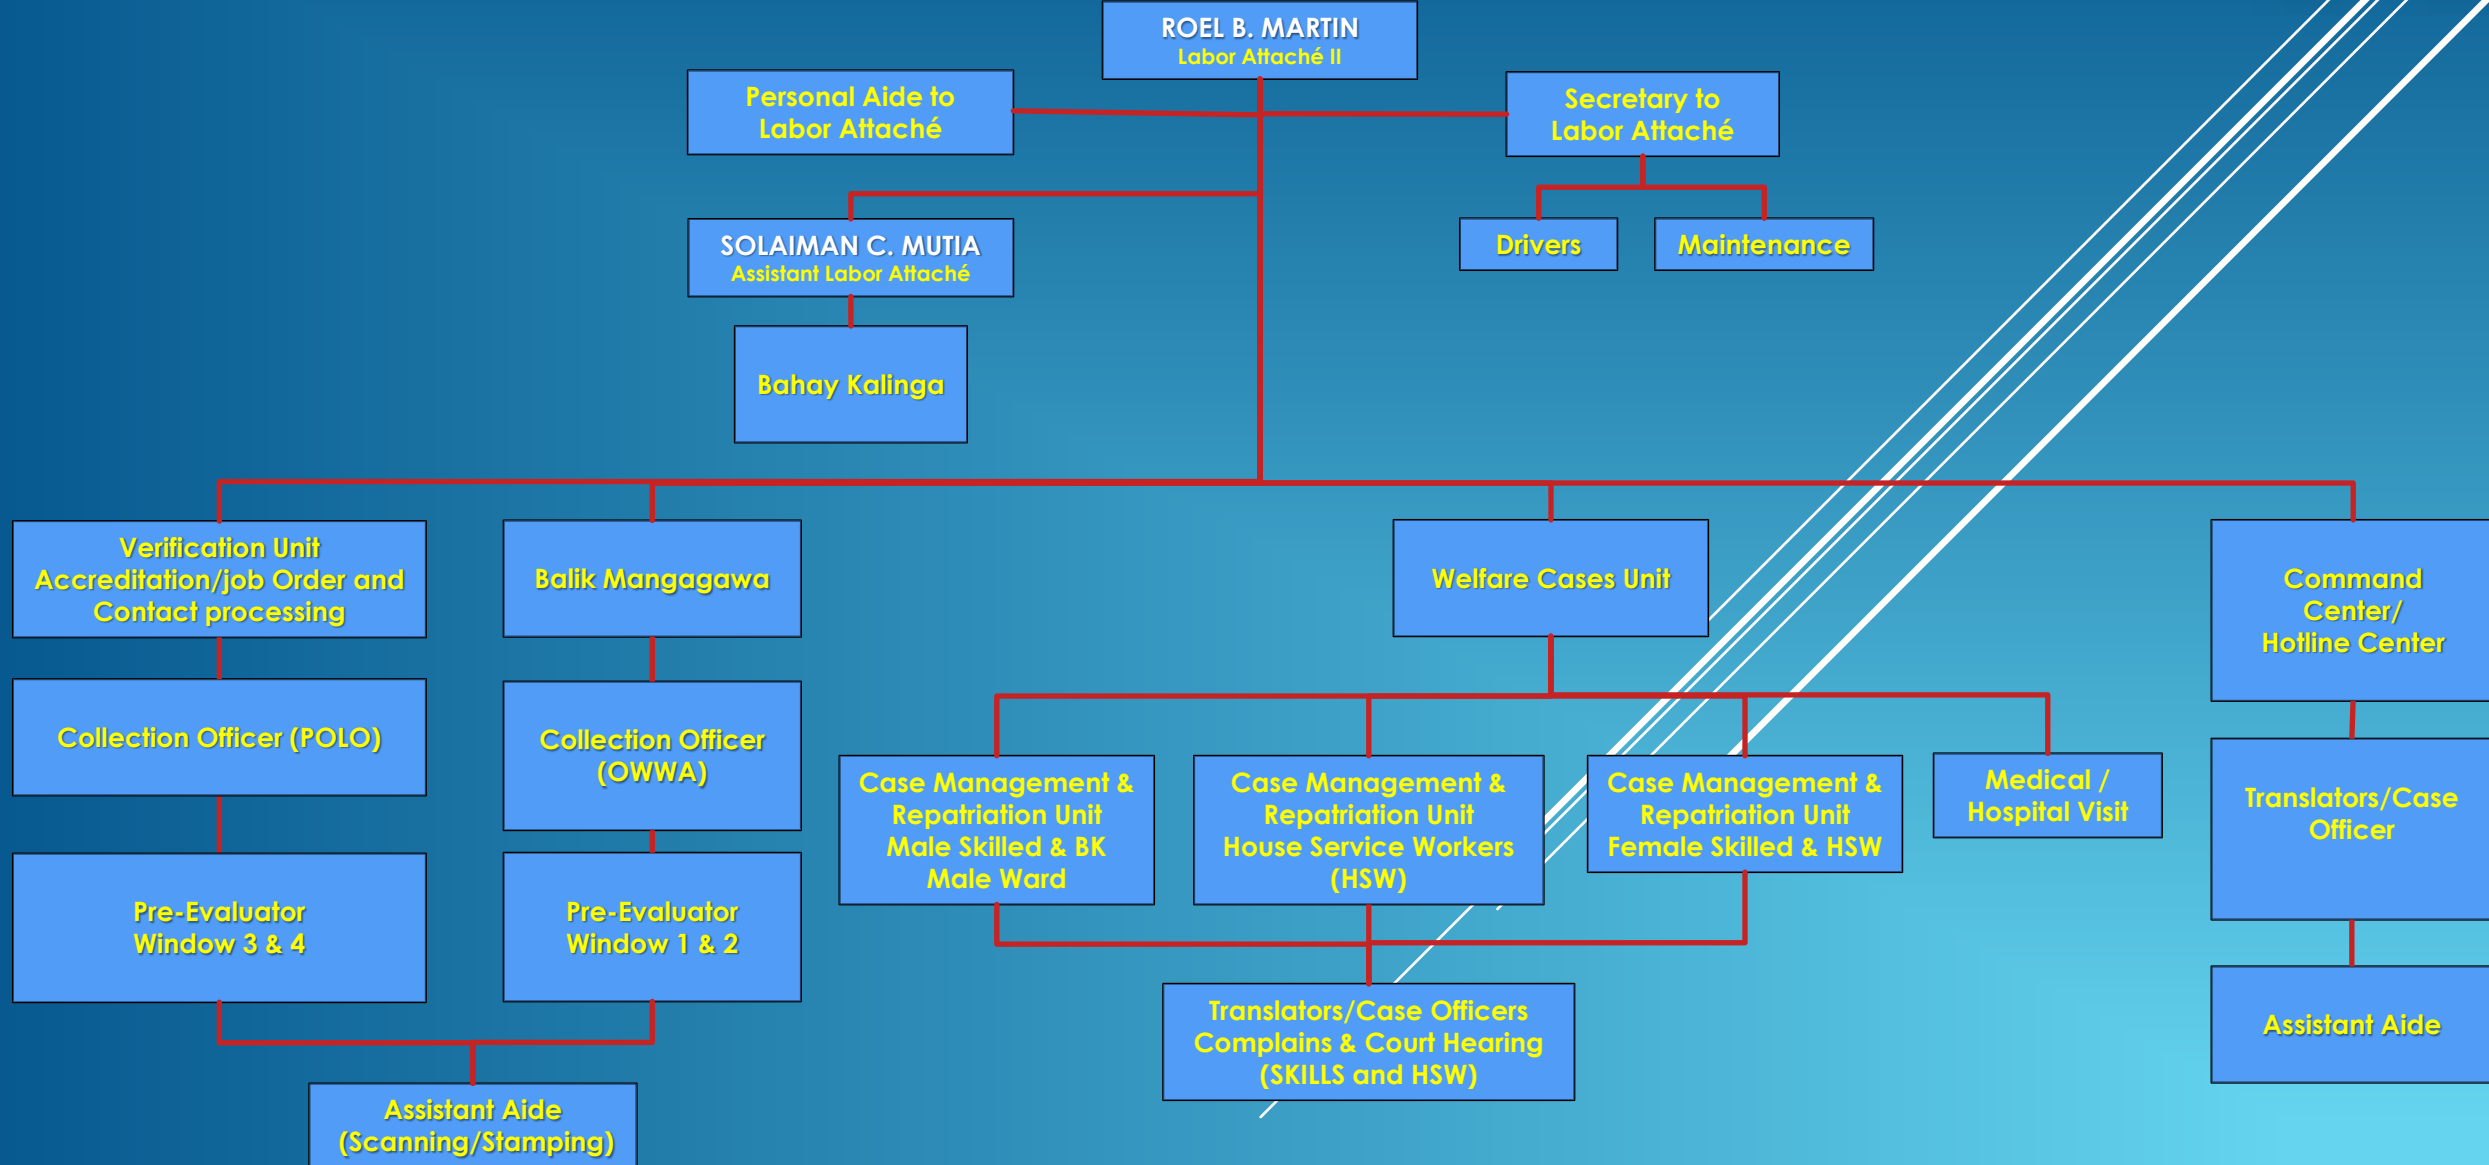 ROEL B. MARTIN
Labor Attaché II
Personal Aide to
Labor Attaché
Secretary to
Labor Attaché
SOLAIMAN C. MUTIA
Assistant Labor Attaché
Drivers
Maintenance
Bahay Kalinga
Verification Unit
Accreditation/job Order and
Contact processing
Balik Mangagawa
Welfare Cases Unit
Command
Center/
Hotline Center
Collection Officer (POLO)
Collection Officer
(OWWA)
Case Management &
Repatriation Unit
Male Skilled & BK
Male Ward
Case Management &
Repatriation Unit
House Service Workers
(HSW)
Case Management &
Repatriation Unit
Female Skilled & HSW
Medical /
Hospital Visit
Translators/Case
Officer
Pre-Evaluator
Window 3 & 4
Pre-Evaluator
Window 1 & 2
Translators/Case Officers
Complains & Court Hearing
(SKILLS and HSW)
Assistant Aide
Assistant Aide
(Scanning/Stamping)